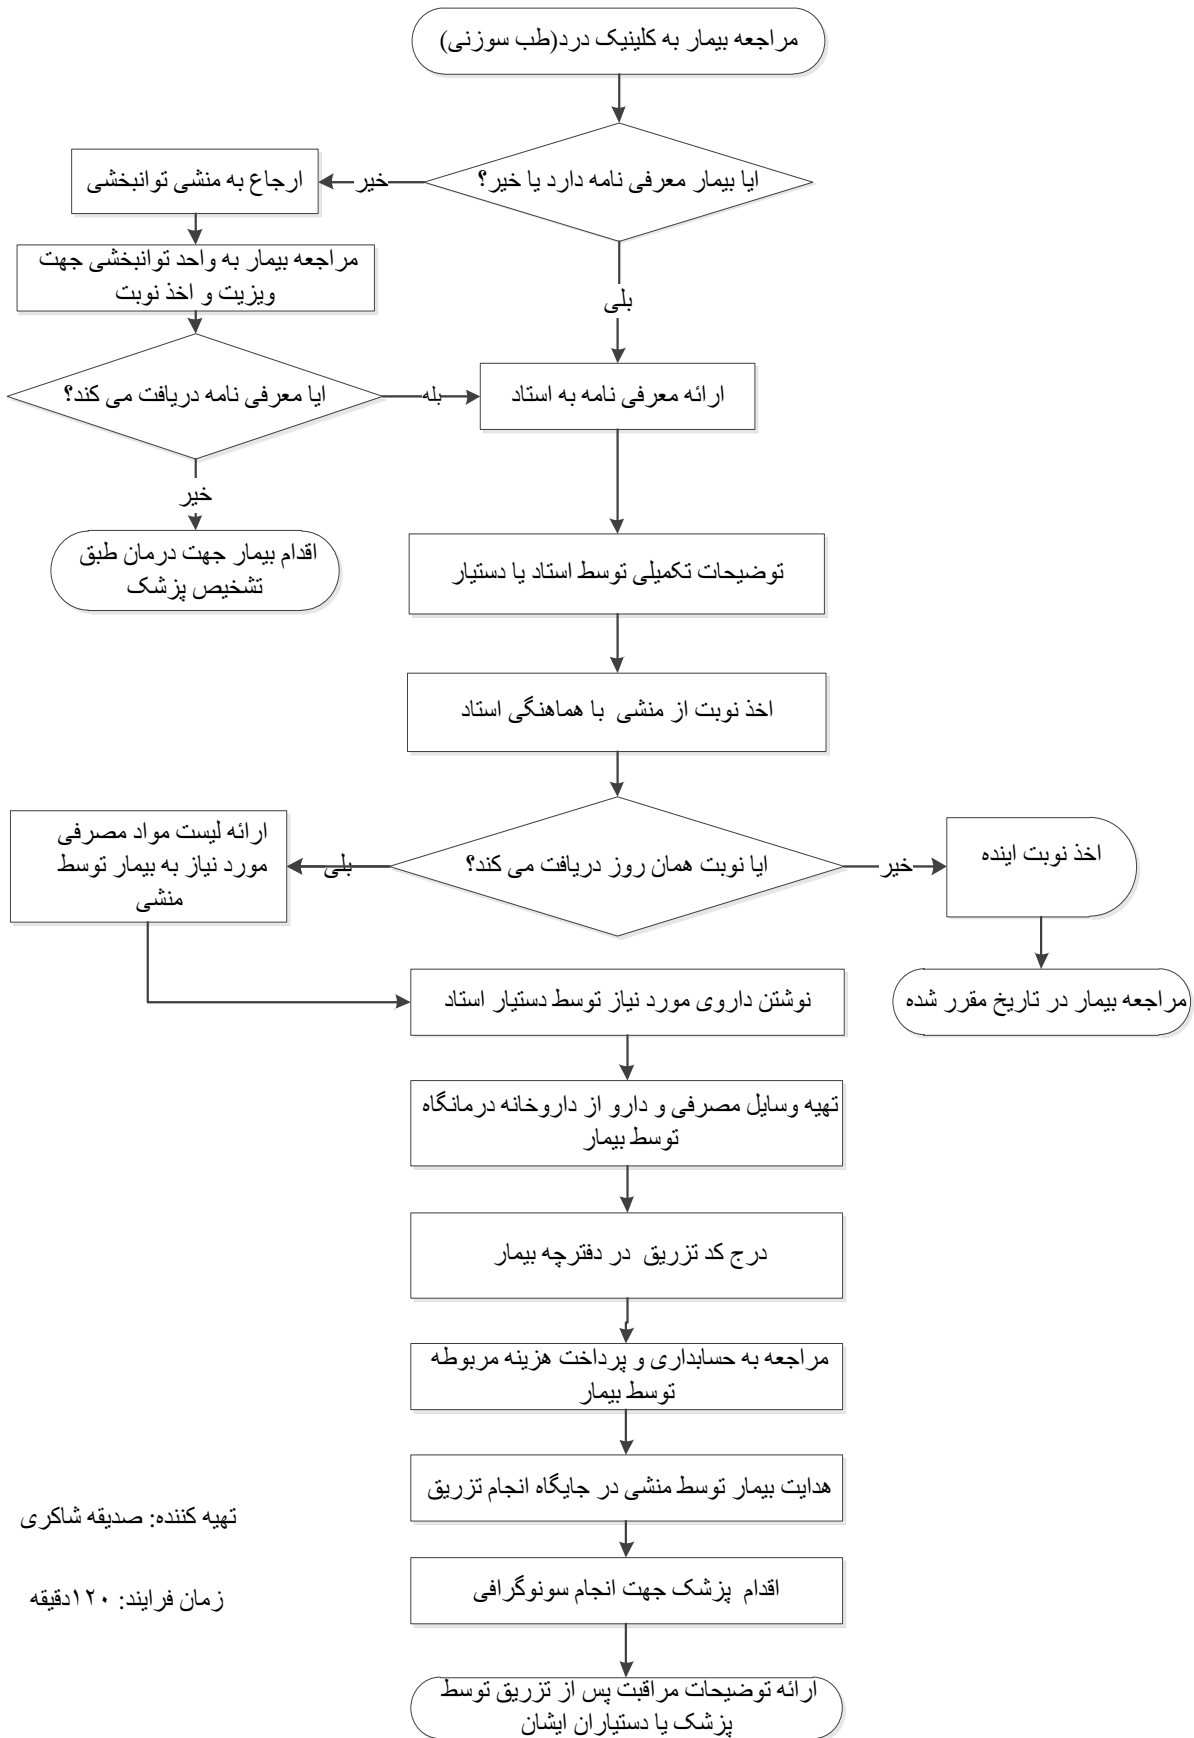 مراجعه بیمار به کلینیک درد(طب سوزنی)
ایا بیمار معرفی نامه دارد یا خیر؟
خیر
ارجاع به منشی توانبخشی
مراجعه بیمار به واحد توانبخشی جهت
ویزیت و اخذ نوبت
بلی
ایا معرفی نامه دریافت می کند؟
بله
ارائه معرفی نامه به استاد
خیر
اقدام بیمار جهت درمان طبق
تشخیص پزشک
توضیحات تکمیلی توسط استاد یا دستیار
اخذ نوبت از منشی با هماهنگی استاد
ایا نوبت همان روز دریافت می کند؟
خیر
اخذ نوبت اینده
مراجعه بیمار در تاریخ مقرر شده
بلی
ارائه لیست مواد مصرفی
مورد نیاز به بیمار توسط
منشی
نوشتن داروی مورد نیاز توسط دستیار استاد
تهیه وسایل مصرفی و دارو از داروخانه درمانگاه
توسط بیمار
درج کد تزریق در دفترچه بیمار
مراجعه به حسابداری و پرداخت هزینه مربوطه
توسط بیمار
هدایت بیمار توسط منشی در جایگاه انجام تزریق
اقدام پزشک جهت انجام سونوگرافی
ارائه توضیحات مراقبت پس از تزریق توسط
پزشک یا دستیاران ایشان
تهیه کننده: صدیقه شاکری
زمان فرایند: ۱۲۰دقیقه